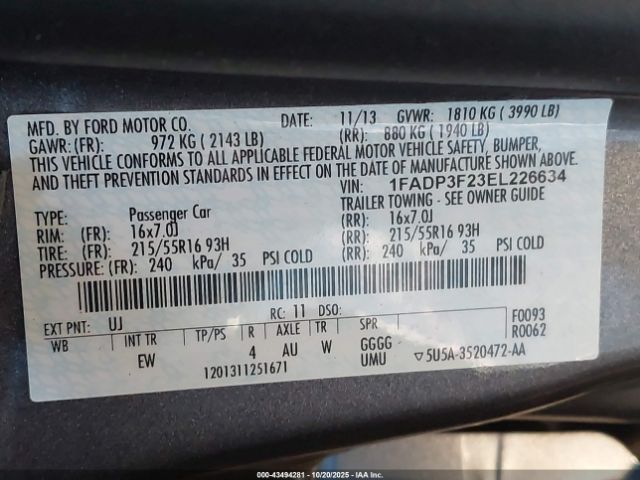 MFD. BY FORD MOTOR CO. DATE: 11/13 GVWR: 1810 KG ( 3990 LB)
GAWR: (FR): 972 KG ( 2143 LB) (RR): 880 KG ( 1940 LB)
THIS VEHICLE CONFORMS TO ALL APPLICABLE FEDERAL MOTOR VEHICLE SAFETY, BUMPER,
AND THEFT PREVENTION STANDARDS IN EFFECT ON THE DATE OF MANUFACTURE SHOWN ABOVE.
VIN: 1FADP3F23EL226634
TYPE: Passenger Car TRAILER TOWING - SEE OWNER GUIDE
RIM: (FR): 16x7.0J (RR): 16x7.0J
TIRE: (FR): 215/55R16 93H (RR): 215/55R16 93H
PRESSURE: (FR): 240 kPa/ 35 PSI COLD (RR): 240 kPa/ 35 PSI COLD
RC: 11 DSO: F0093
EXT PNT: UJ R0062
WB INT TR TP/PS R AXLE TR SPR
EW 4 AU W GGGG
UMU ▽5U5A-3520472-AA
1201311251671
000-43494281 - 10/20/2025 - IAA Inc.